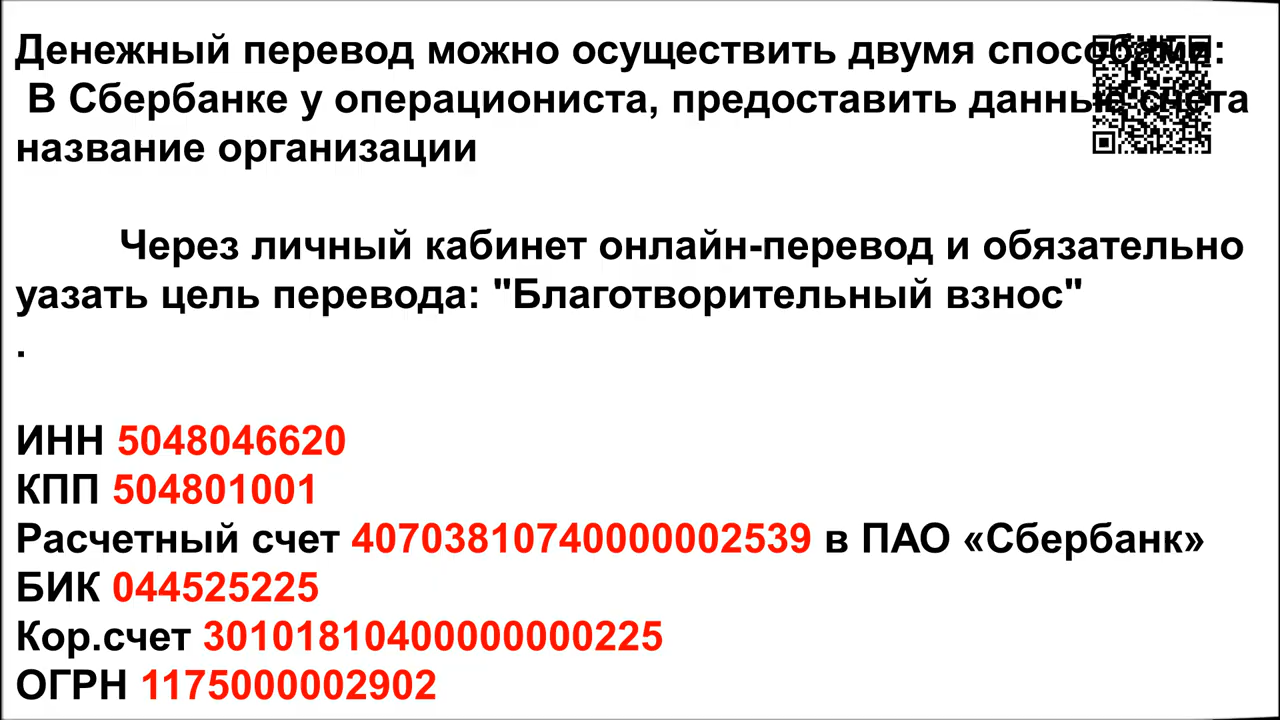 Денежный перевод можно осуществить двумя способами:
В Сбербанке у операциониста, предоставить данные счета
название организации
Через личный кабинет онлайн-перевод и обязательно
уазать цель перевода: "Благотворительный взнос"
.
ИНН 5048046620
КПП 504801001
Расчетный счет 40703810740000002539 в ПАО «Сбербанк»
БИК 044525225
Кор.счет 30101810400000000225
ОГРН 1175000002902